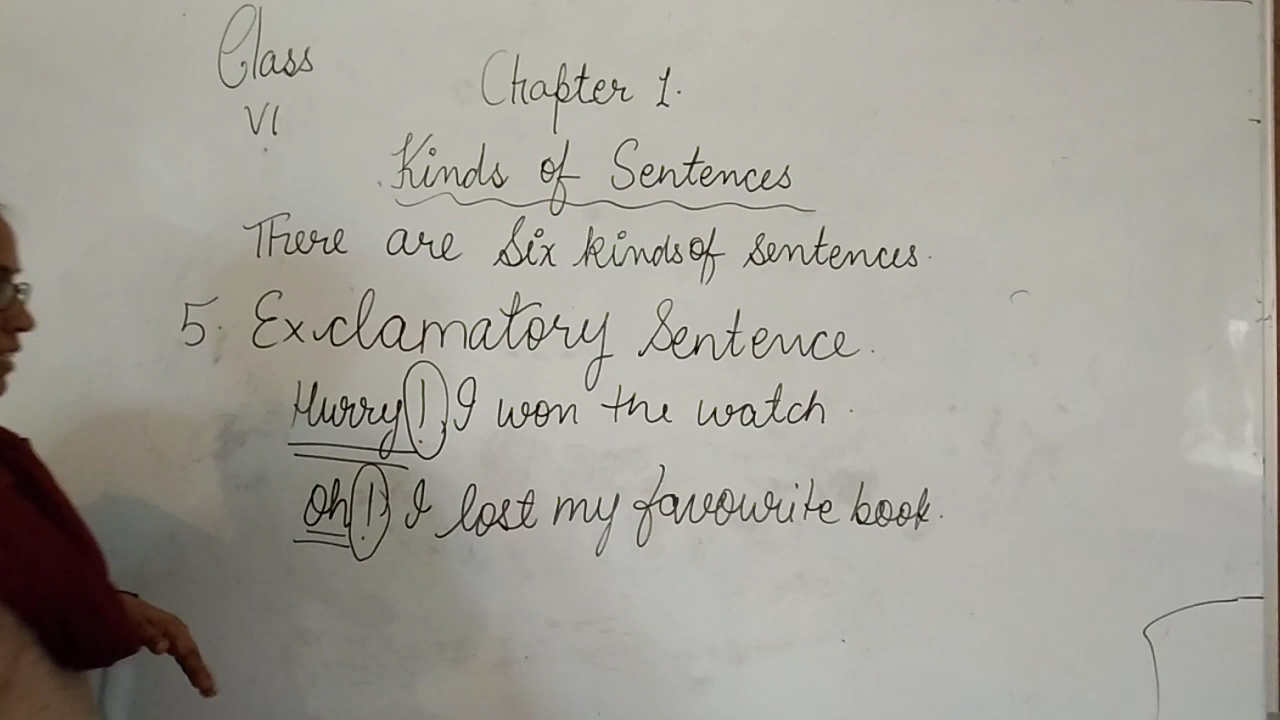 Class
VI
Chapter 1.
Kinds of Sentences
There are Six kinds of sentences.
5. Exclamatory Sentence.
Hurry! I won the watch.
Oh! I lost my favourite book.